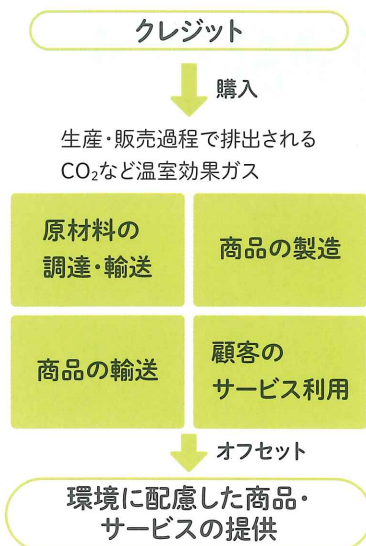 クレジット
購入
生産・販売過程で排出される
CO₂など温室効果ガス
原材料の
調達・輸送
商品の製造
商品の輸送
顧客の
サービス利用
オフセット
環境に配慮した商品・
サービスの提供